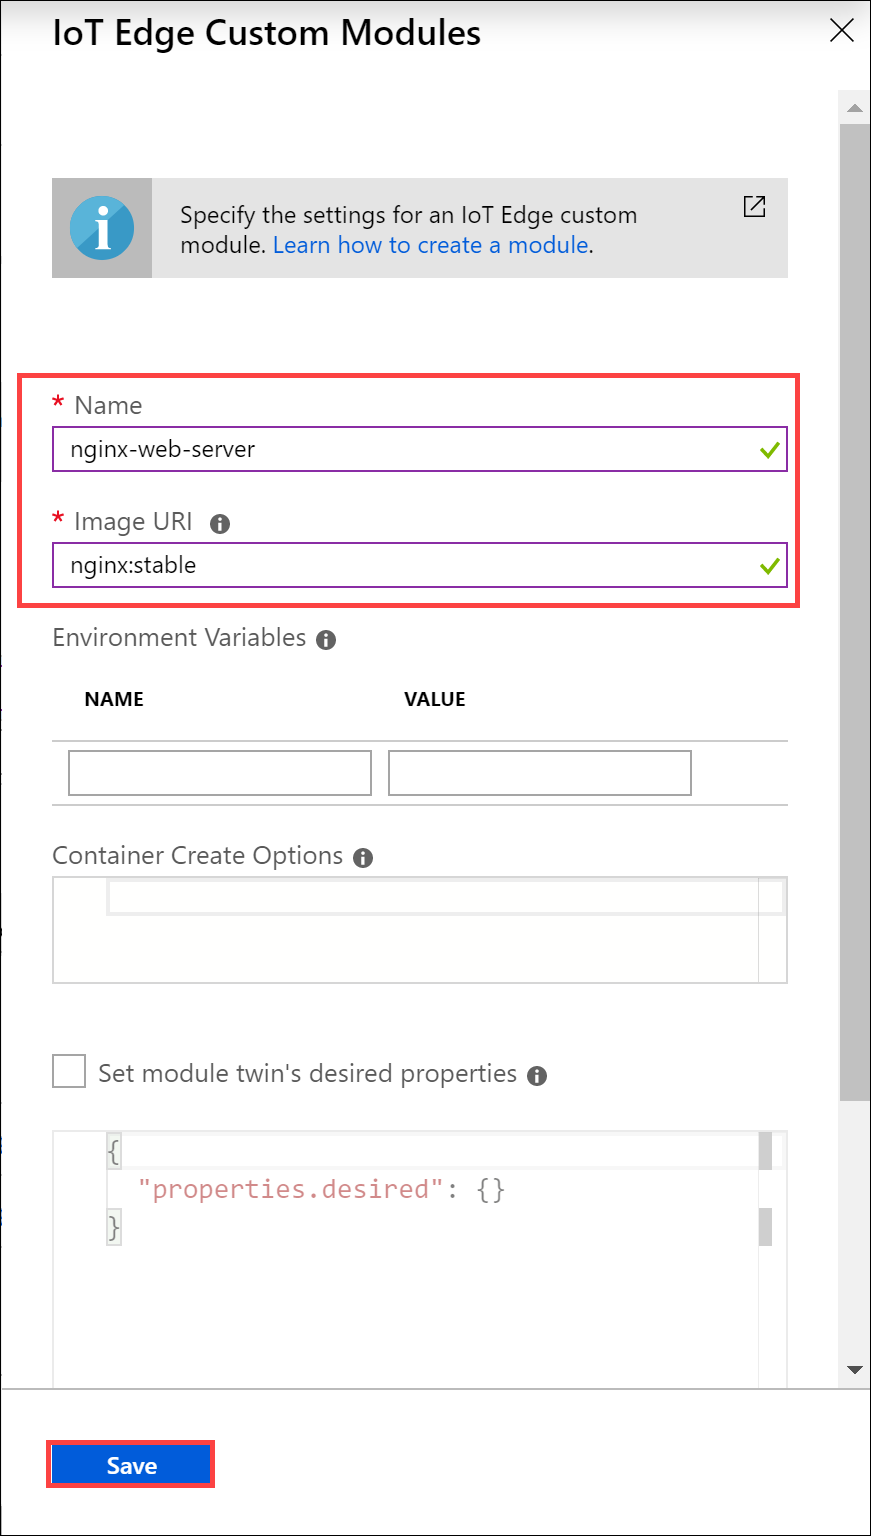 IoT Edge Custom Modules
Specify the settings for an IoT Edge custom
module. Learn how to create a module.
* Name
nginx-web-server
* Image URI
nginx:stable
Environment Variables
NAME VALUE
Container Create Options
Set module twin's desired properties
{
"properties.desired": {}
}
Save